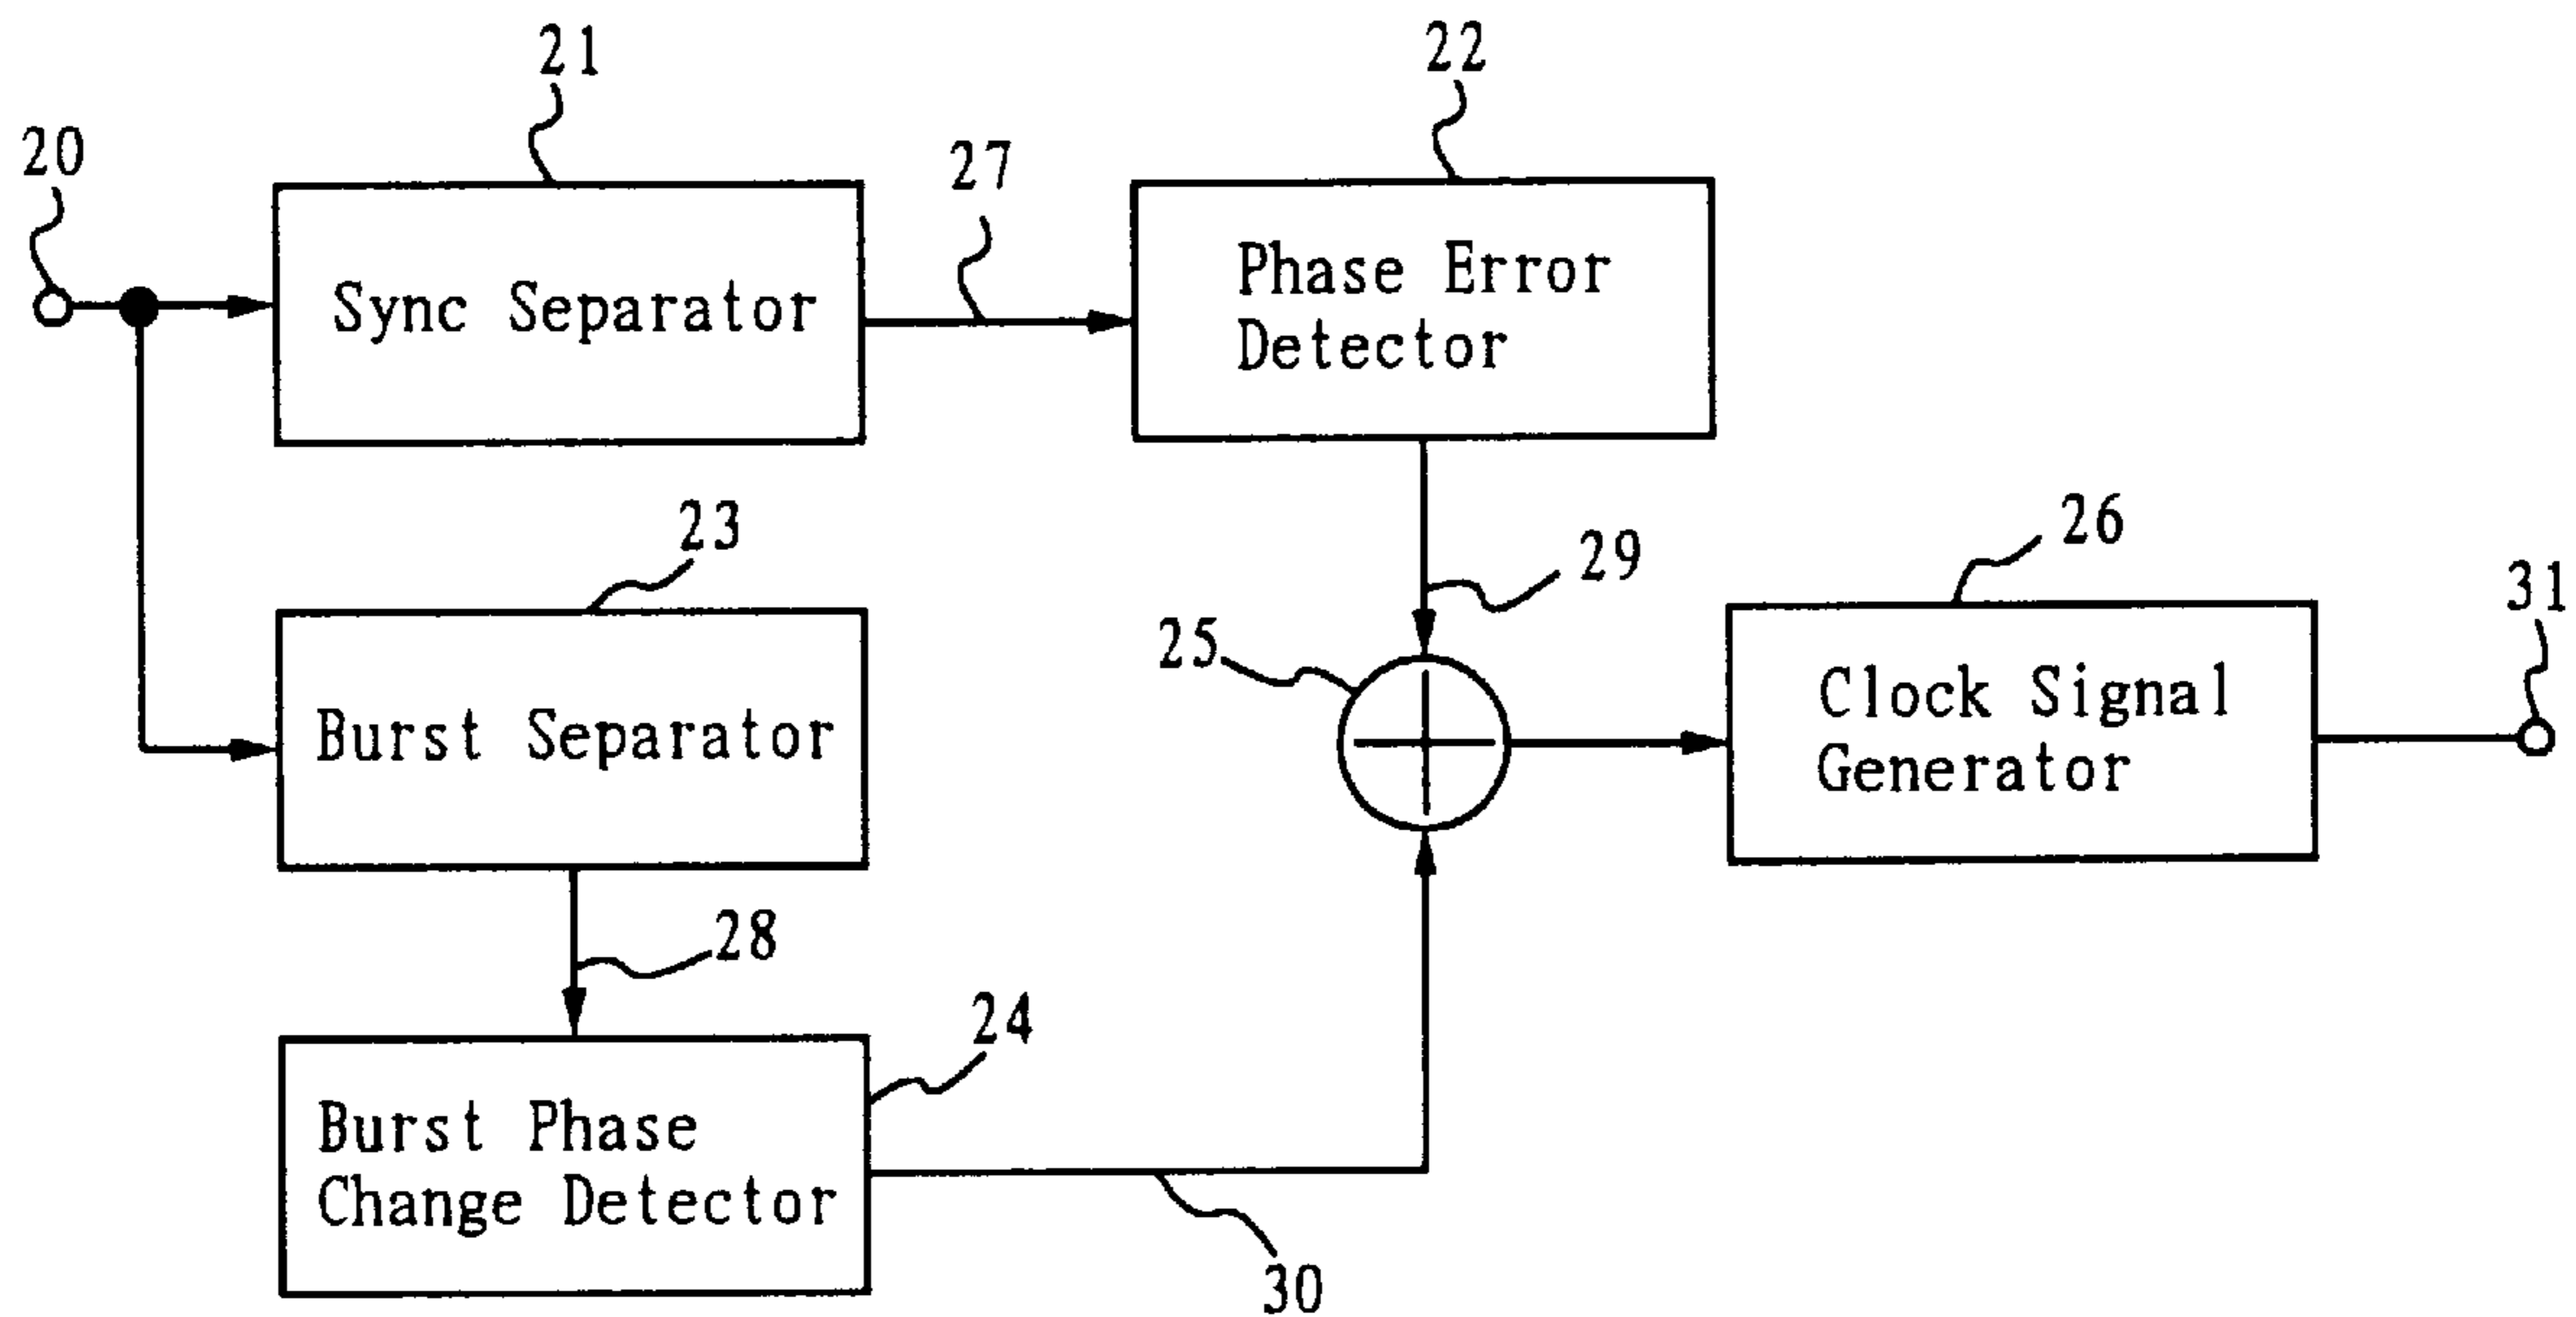 21
22
20
27
Sync Separator
Phase Error
Detector
23
26
29
31
25
Burst Separator
Clock Signal
Generator
28
24
Burst Phase
Change Detector
30